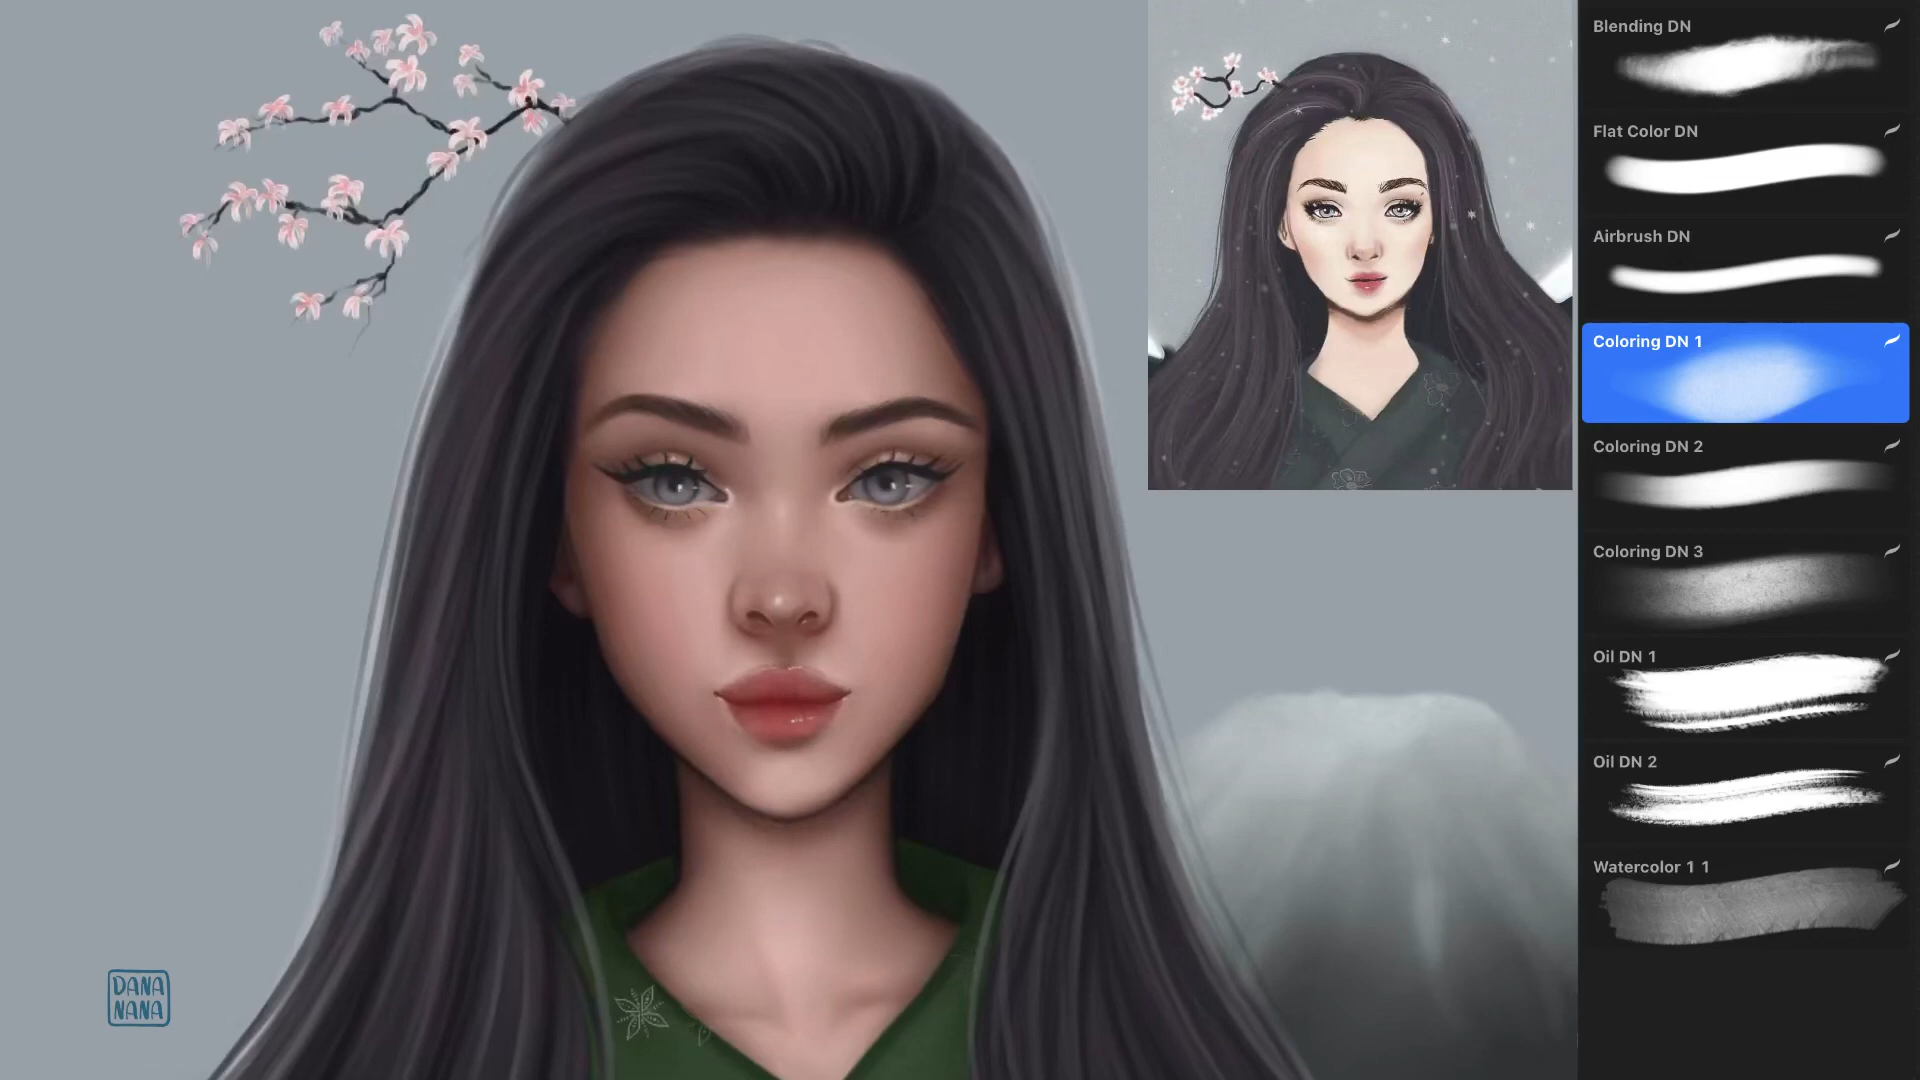 Blending DN
Flat Color DN
Airbrush DN
Coloring DN 1
Coloring DN 2
Coloring DN 3
Oil DN 1
Oil DN 2
Watercolor 1 1
DANA
NANA